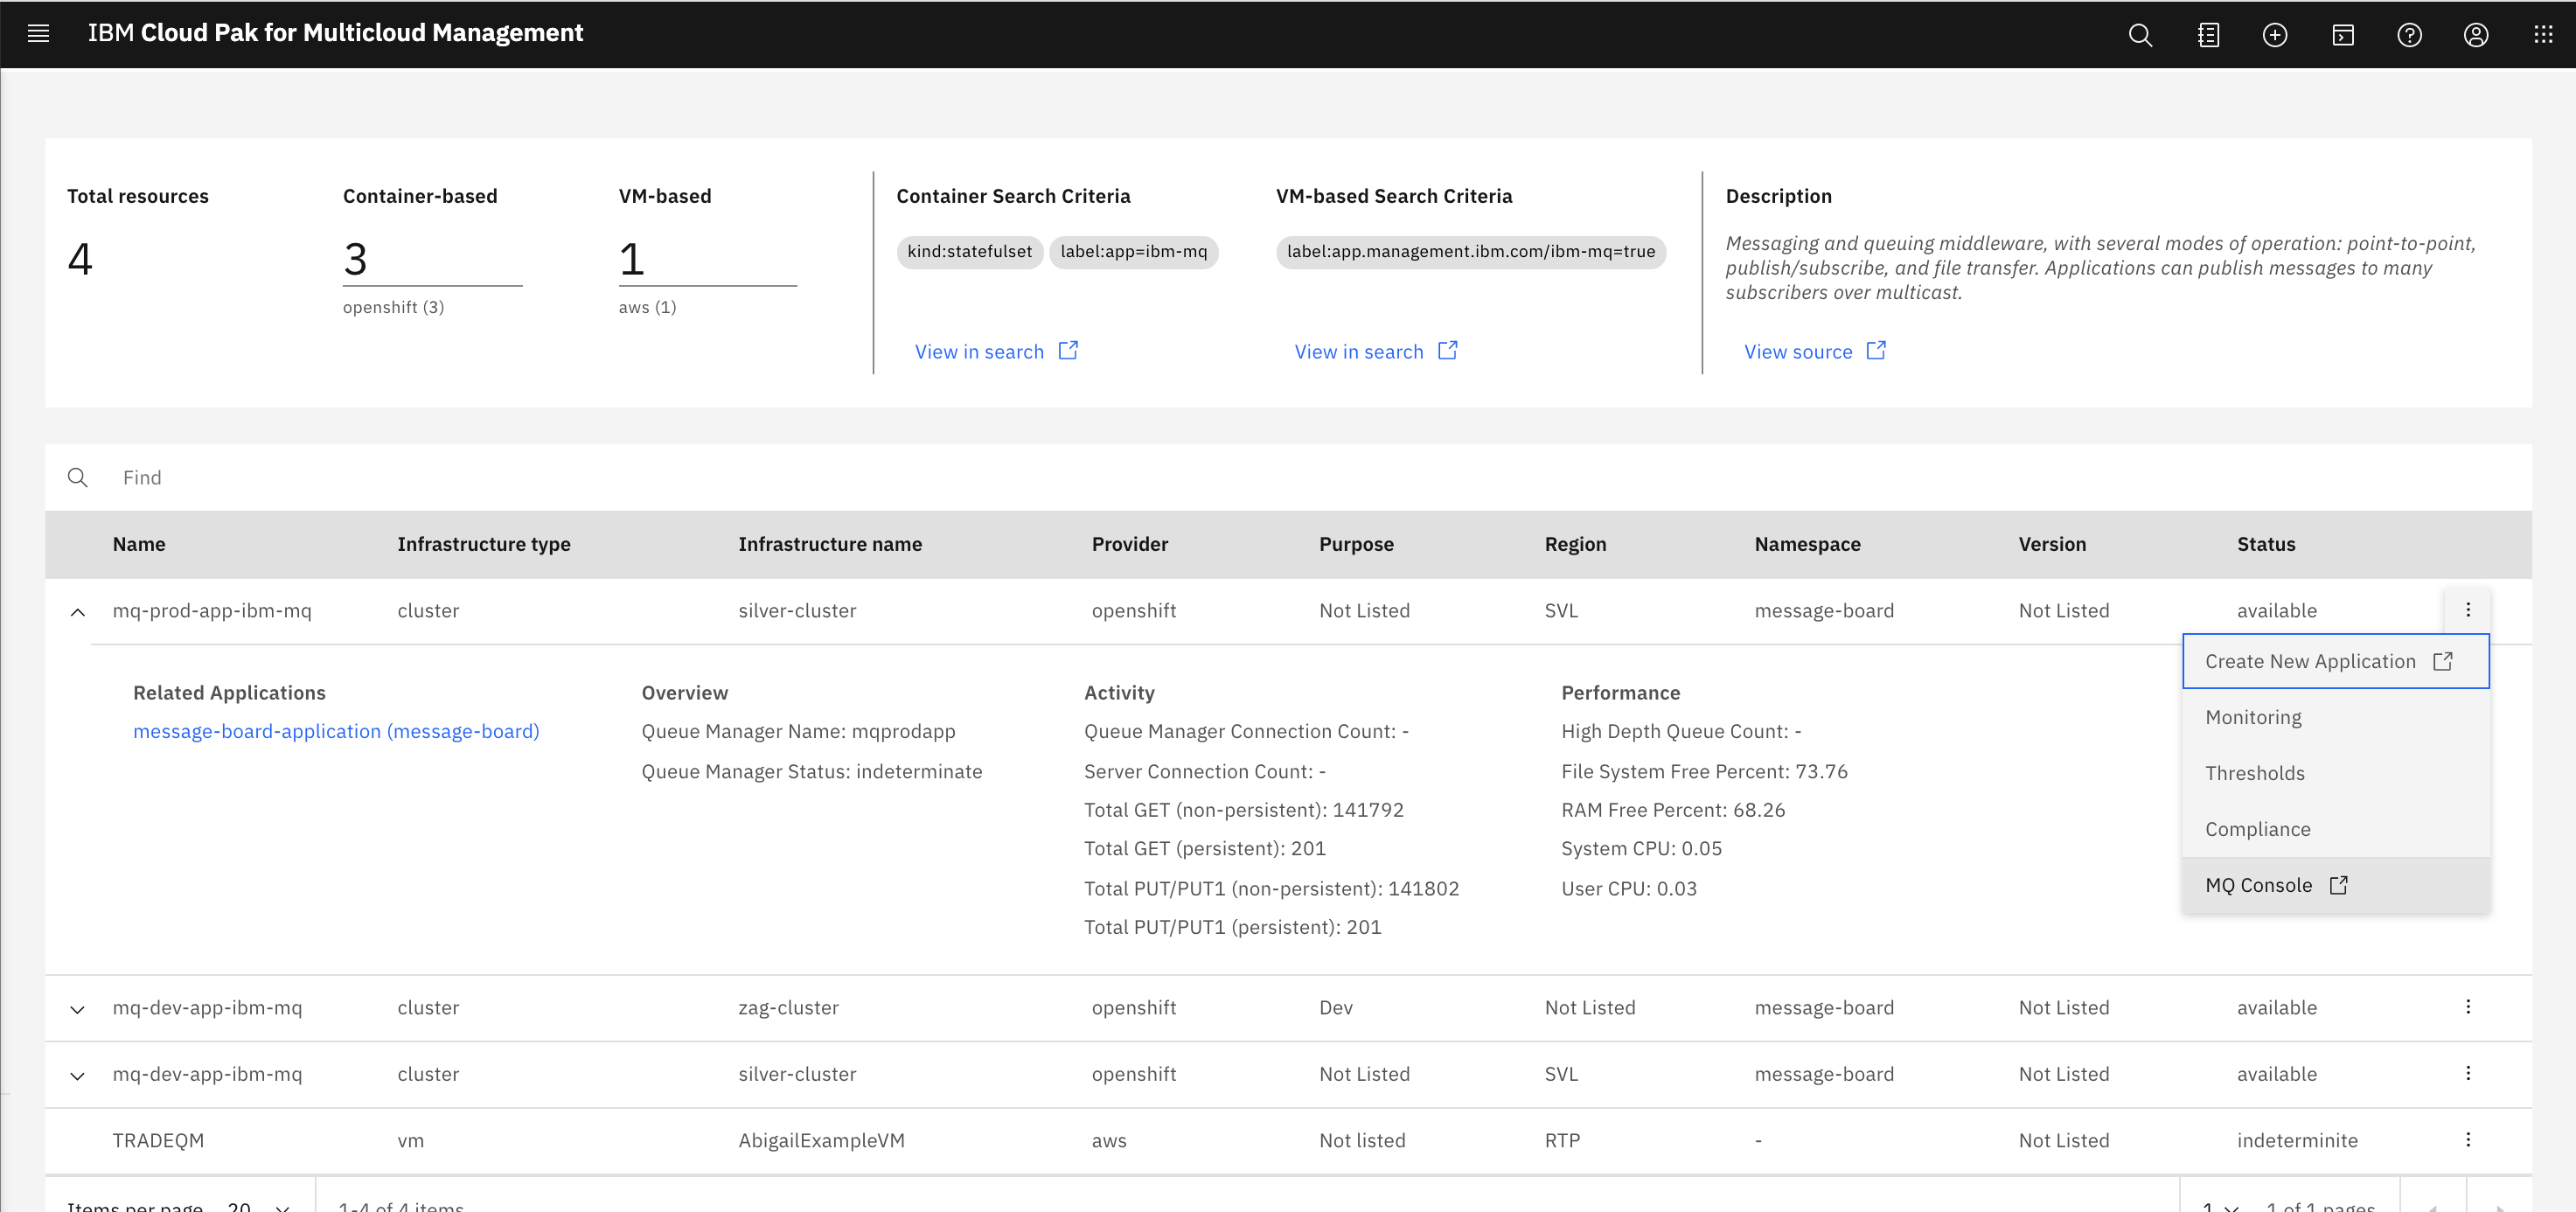 IBM Cloud Pak for Multicloud Management
Total resources
4
Container-based
3
openshift (3)
VM-based
1
aws (1)
Container Search Criteria
kind:statefulset label:app=ibm-mq
View in search
VM-based Search Criteria
label:app.management.ibm.com/ibm-mq=true
View in search
Description
Messaging and queuing middleware, with several modes of operation: point-to-point,
publish/subscribe, and file transfer. Applications can publish messages to many
subscribers over multicast.
View source
Find
Name Infrastructure type Infrastructure name Provider Purpose Region Namespace Version Status
mq-prod-app-ibm-mq cluster silver-cluster openshift Not Listed SVL message-board Not Listed available
Related Applications
message-board-application (message-board)
Overview
Queue Manager Name: mqprodapp
Queue Manager Status: indeterminate
Activity
Queue Manager Connection Count: -
Server Connection Count: -
Total GET (non-persistent): 141792
Total GET (persistent): 201
Total PUT/PUT1 (non-persistent): 141802
Total PUT/PUT1 (persistent): 201
Performance
High Depth Queue Count: -
File System Free Percent: 73.76
RAM Free Percent: 68.26
System CPU: 0.05
User CPU: 0.03
Create New Application
Monitoring
Thresholds
Compliance
MQ Console
mq-dev-app-ibm-mq cluster zag-cluster openshift Dev Not Listed message-board Not Listed available
mq-dev-app-ibm-mq cluster silver-cluster openshift Not Listed SVL message-board Not Listed available
TRADEQM vm AbigailExampleVM aws Not listed RTP - Not Listed indeterminite
Items per page 20 1-4 of 4 items 1 1 of 1 pages